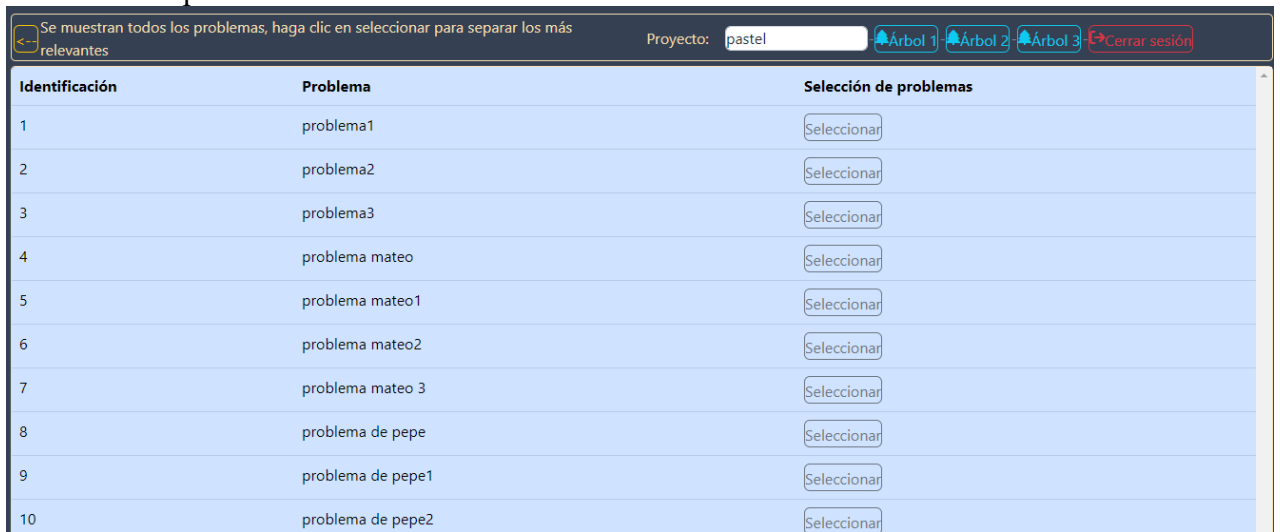 Se muestran todos los problemas, haga clic en seleccionar para separar los más
<-- relevantes Proyecto: pastel -Árbol 1-Árbol 2-Árbol 3-Cerrar sesión
Identificación Problema Selección de problemas
1 problema1 Seleccionar
2 problema2 Seleccionar
3 problema3 Seleccionar
4 problema mateo Seleccionar
5 problema mateo1 Seleccionar
6 problema mateo2 Seleccionar
7 problema mateo 3 Seleccionar
8 problema de pepe Seleccionar
9 problema de pepe1 Seleccionar
10 problema de pepe2 Seleccionar